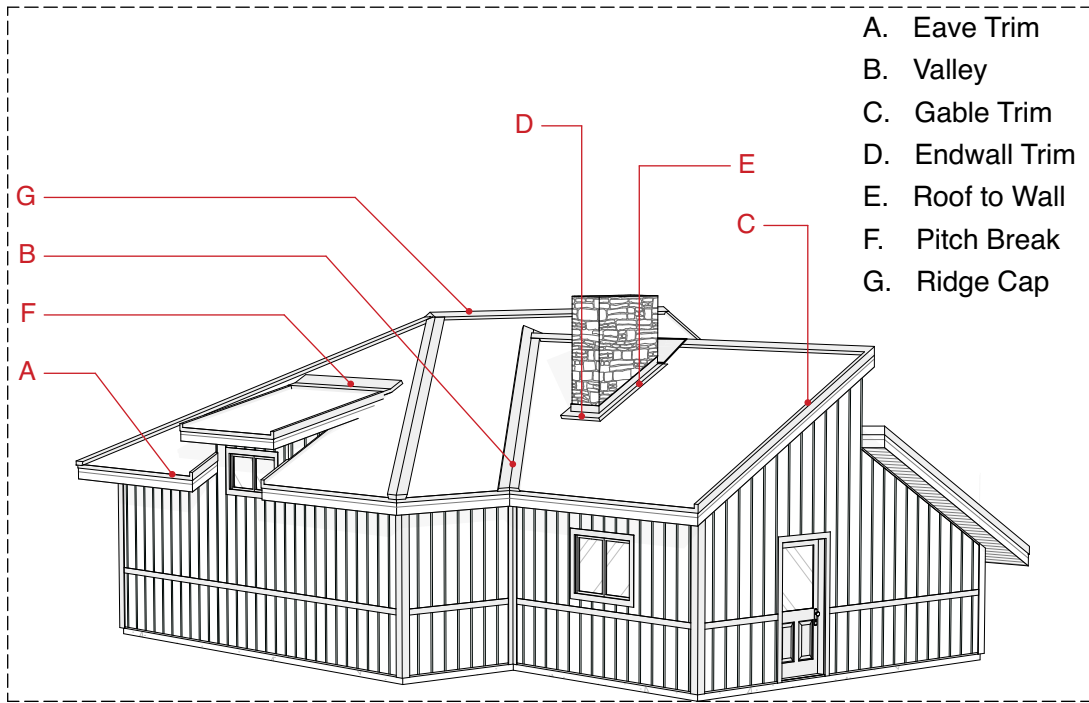 A. Eave Trim
B. Valley
C. Gable Trim
D. Endwall Trim
E. Roof to Wall
F. Pitch Break
G. Ridge Cap
D
E
G
C
B
F
A